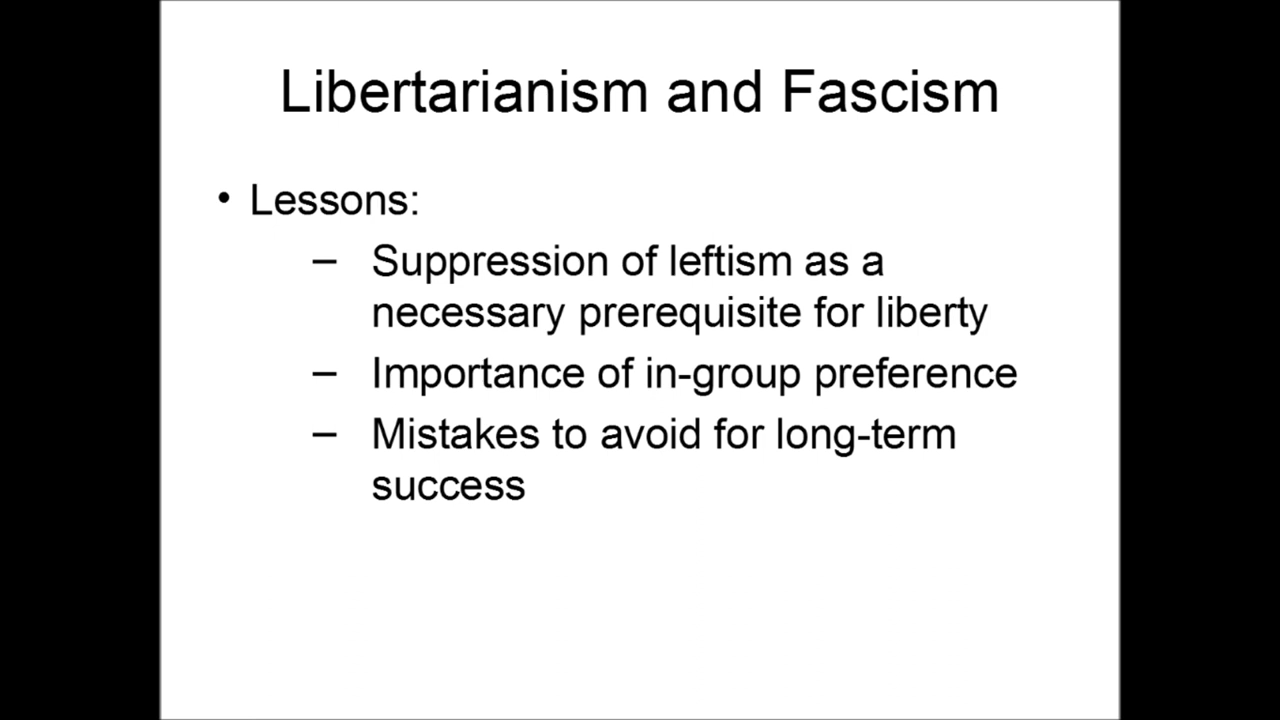 Libertarianism and Fascism
• Lessons:
– Suppression of leftism as a
necessary prerequisite for liberty
– Importance of in-group preference
– Mistakes to avoid for long-term
success